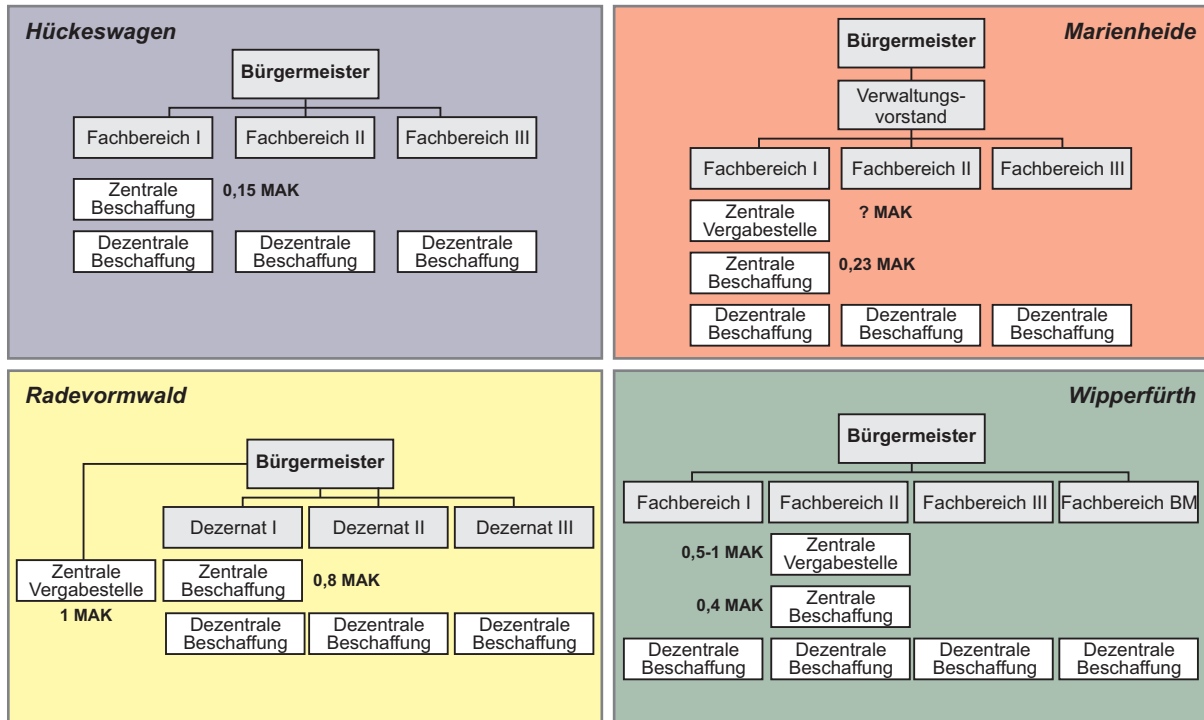 Hückeswagen
Bürgermeister
Fachbereich I
Fachbereich II
Fachbereich III
Zentrale
Beschaffung
0,15 MAK
Dezentrale
Beschaffung
Dezentrale
Beschaffung
Dezentrale
Beschaffung
Marienheide
Bürgermeister
Verwaltungs-
vorstand
Fachbereich I
Fachbereich II
Fachbereich III
Zentrale
Vergabestelle
? MAK
Zentrale
Beschaffung
0,23 MAK
Dezentrale
Beschaffung
Dezentrale
Beschaffung
Dezentrale
Beschaffung
Radevormwald
Bürgermeister
Dezernat I
Dezernat II
Dezernat III
Zentrale
Vergabestelle
1 MAK
Zentrale
Beschaffung
0,8 MAK
Dezentrale
Beschaffung
Dezentrale
Beschaffung
Dezentrale
Beschaffung
Wipperfürth
Bürgermeister
Fachbereich I
Fachbereich II
Fachbereich III
Fachbereich BM
0,5-1 MAK
Zentrale
Vergabestelle
0,4 MAK
Zentrale
Beschaffung
Dezentrale
Beschaffung
Dezentrale
Beschaffung
Dezentrale
Beschaffung
Dezentrale
Beschaffung